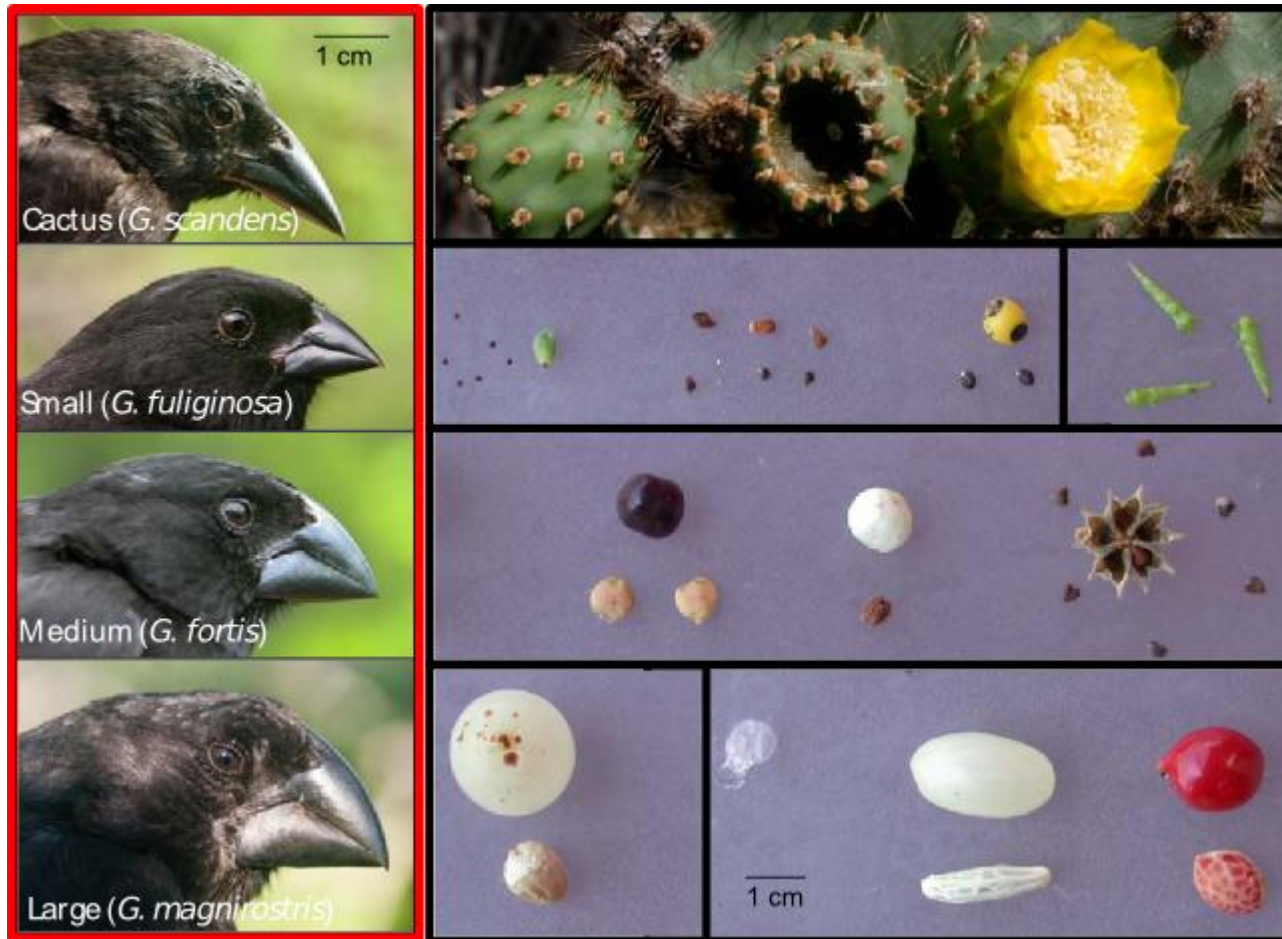 1 cm
Cactus (G. scandens)
Small (G. fuliginosa)
Medium (G. fortis)
Large (G. magnirostris)
1 cm